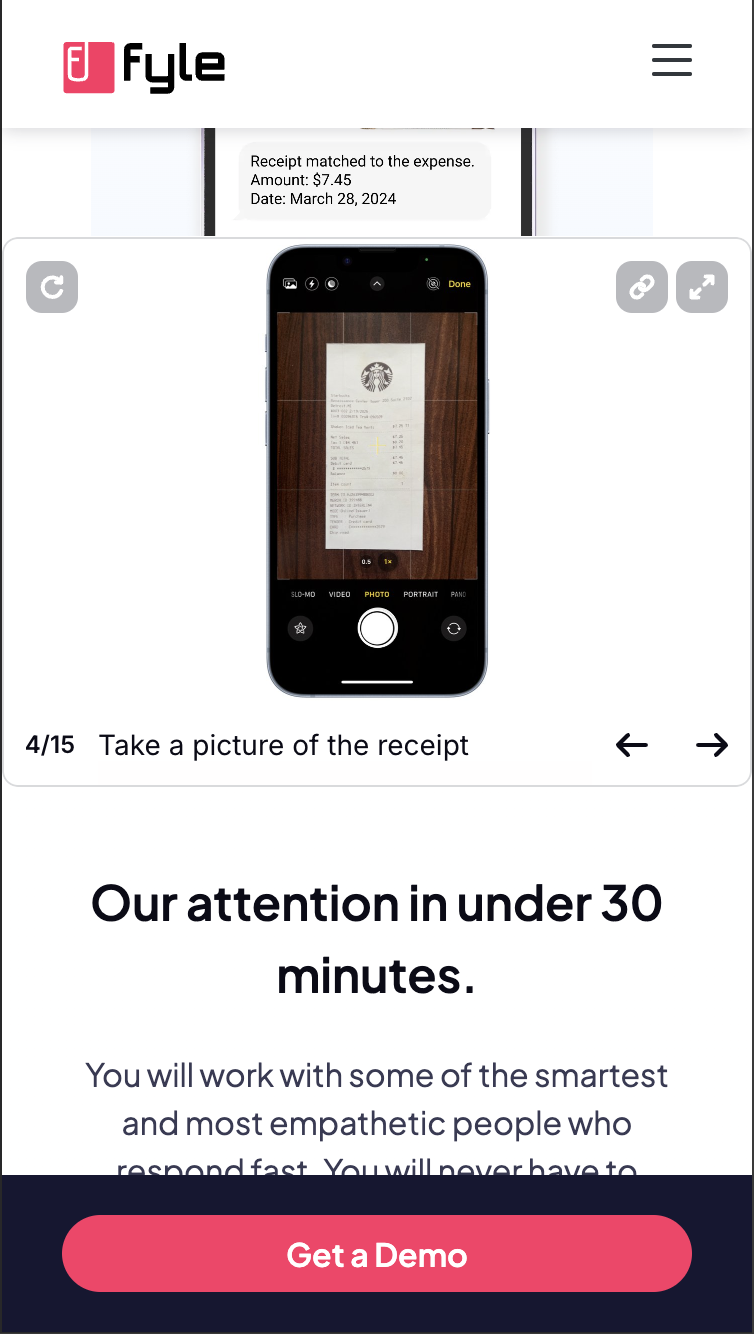 fyle
Receipt matched to the expense.
Amount: $7.45
Date: March 28, 2024
Done
0.5 1×
SLO-MO VIDEO PHOTO PORTRAIT PANO
4/15 Take a picture of the receipt
Our attention in under 30
minutes.
You will work with some of the smartest
and most empathetic people who
respond fast. You will never have to
Get a Demo